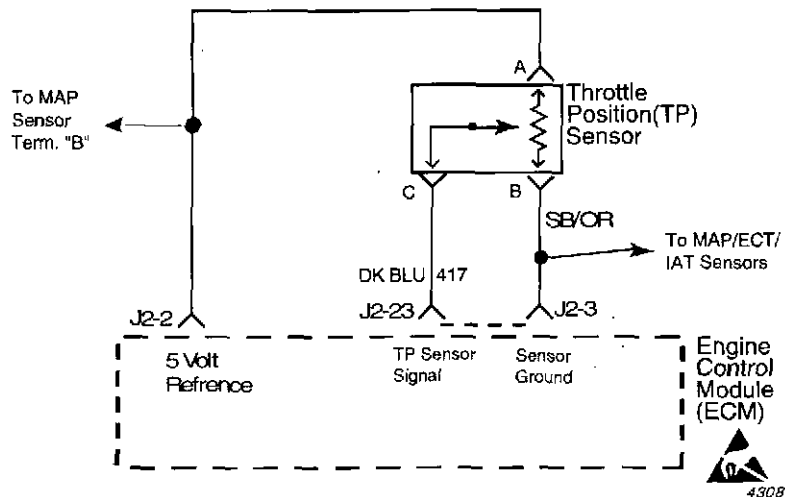 A
Throttle
Position(TP)
Sensor
To MAP
Sensor
Term. "B"
C
B
SB/OR
To MAP/ECT/
IAT Sensors
DK BLU 417
J2-2
J2-23
J2-3
5 Volt
Refrence
TP Sensor
Signal
Sensor
Ground
Engine
Control
Module
(ECM)
4308